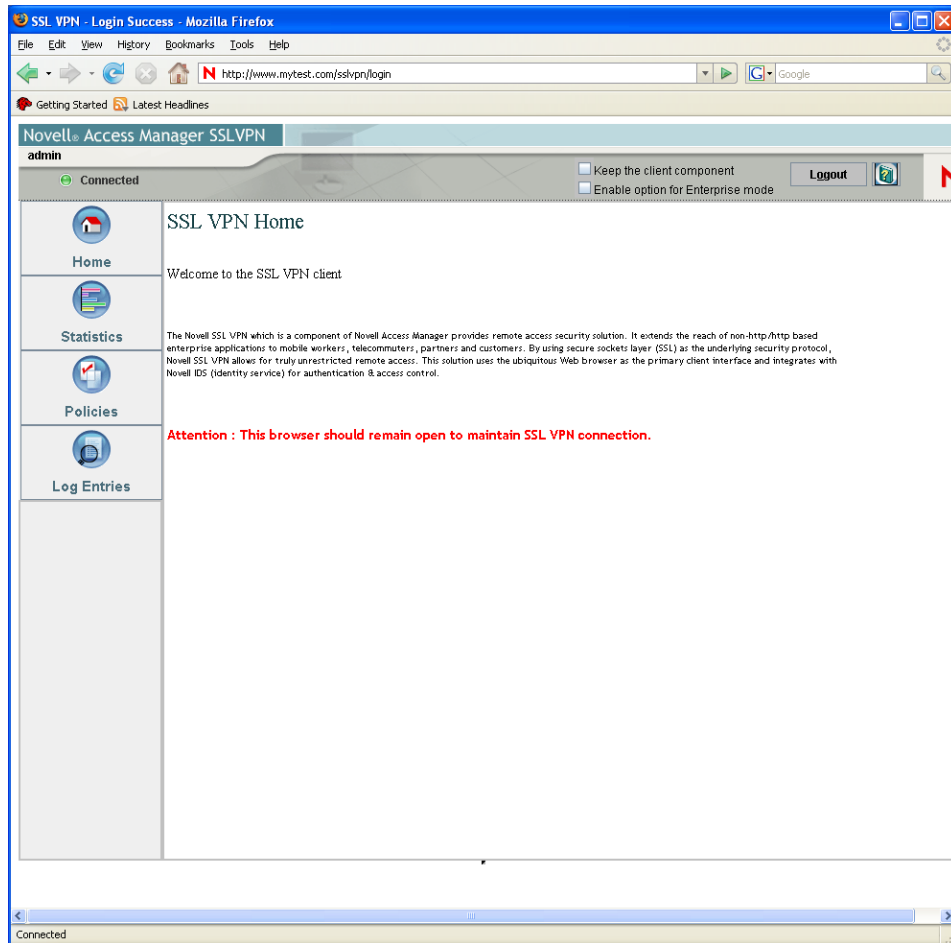 SSL VPN - Login Success - Mozilla Firefox
File Edit View History Bookmarks Tools Help
N http://www.mytest.com/sslvpn/login
G Google
Getting Started Latest Headlines
Novell® Access Manager SSLVPN
admin
Connected
Keep the client component
Enable option for Enterprise mode
Logout
N
Home
Statistics
Policies
Log Entries
SSL VPN Home
Welcome to the SSL VPN client
The Novell SSL VPN which is a component of Novell Access Manager provides remote access security solution. It extends the reach of non-http/http based
enterprise applications to mobile workers, telecommuters, partners and customers. By using secure sockets layer (SSL) as the underlying security protocol,
Novell SSL VPN allows for truly unrestricted remote access. This solution uses the ubiquitous Web browser as the primary client interface and integrates with
Novell IDS (identity service) for authentication & access control.
Attention : This browser should remain open to maintain SSL VPN connection.
Connected